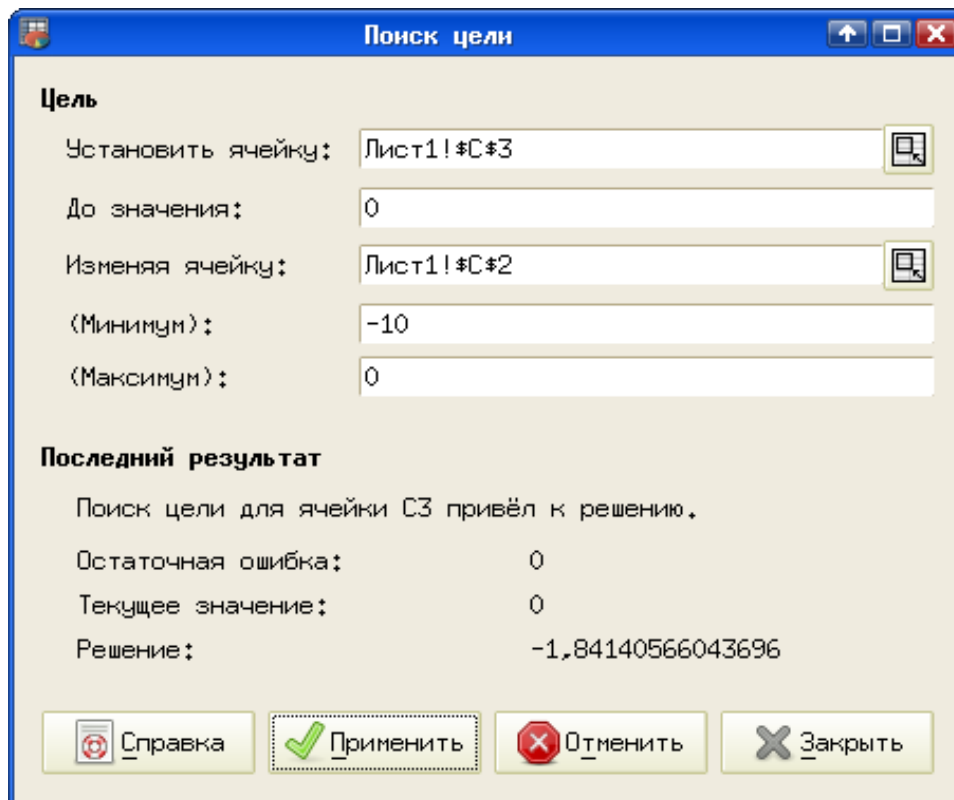 Поиск цели
Цель
Установить ячейку: Лист1!$C$3
До значения: 0
Изменяя ячейку: Лист1!$C$2
(Минимум): -10
(Максимум): 0
Последний результат
Поиск цели для ячейки C3 привёл к решению.
Остаточная ошибка: 0
Текущее значение: 0
Решение: -1,84140566043696
Справка Применить Отменить Закрыть